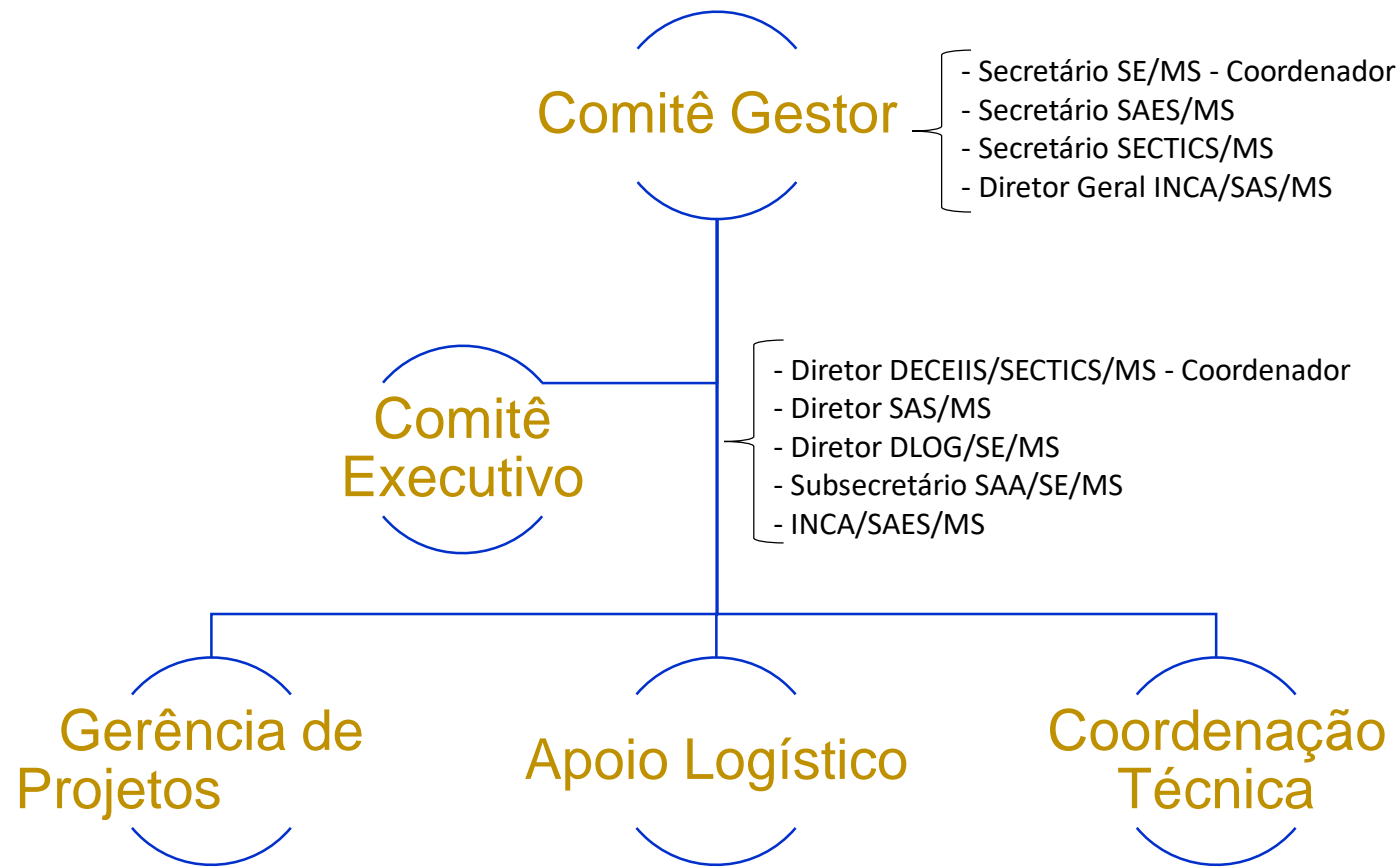 Comitê Gestor
- Secretário SE/MS - Coordenador
- Secretário SAES/MS
- Secretário SECTICS/MS
- Diretor Geral INCA/SAS/MS
Comitê
Executivo
- Diretor DECEIIS/SECTICS/MS - Coordenador
- Diretor SAS/MS
- Diretor DLOG/SE/MS
- Subsecretário SAA/SE/MS
- INCA/SAES/MS
Gerência de
Projetos
Apoio Logístico
Coordenação
Técnica